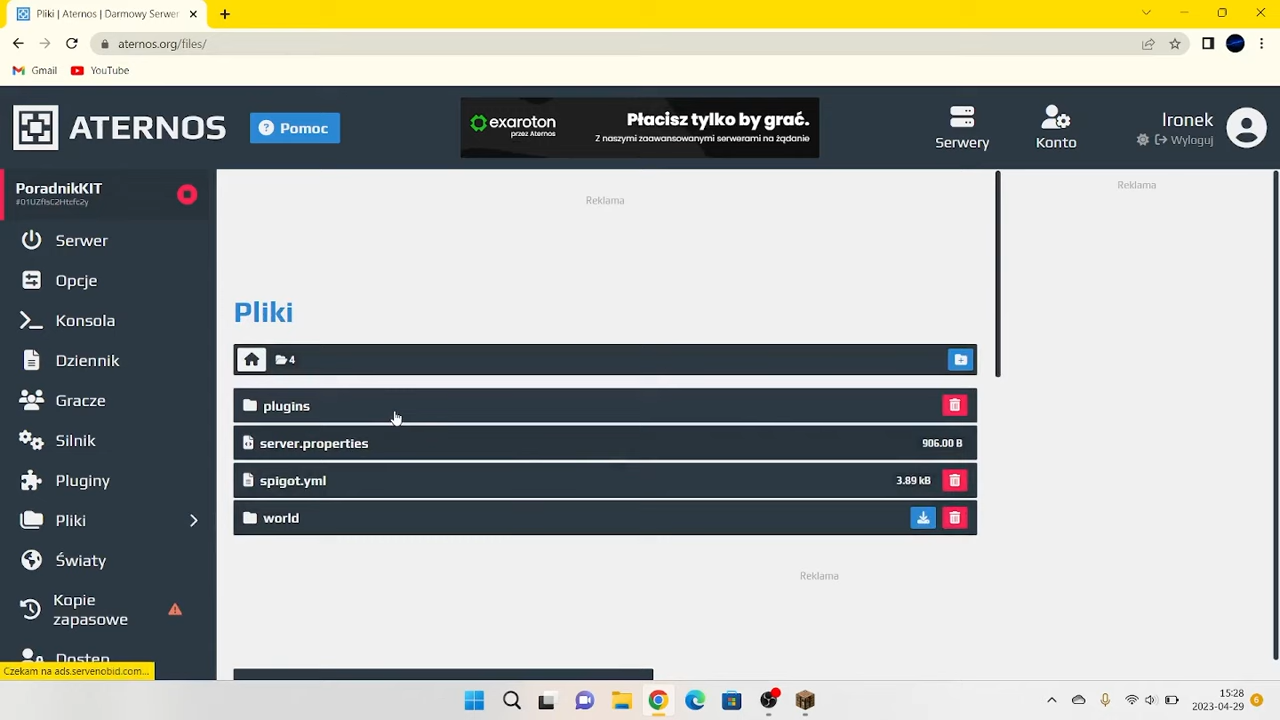 Pliki | Aternos | Darmowy Serwer
aternos.org/files/
Gmail
YouTube
ATERNOS
? Pomoc
exaroton
przez Aternos
Płacisz tylko by grać.
Z naszymi zaawansowanymi serwerami na żądanie
Serwery
Konto
Ironek
Wyloguj
PoradnikKIT
Serwer
Opcje
Konsola
Dziennik
Gracze
Silnik
Pluginy
Pliki
Światy
Kopie
zapasowe
Dostęp
Czekam na ads.servenobid.com...
Reklama
Reklama
Pliki
4
plugins
server.properties
906.00 B
spigot.yml
3.89 kB
world
Reklama
15:28
2023-04-29
6